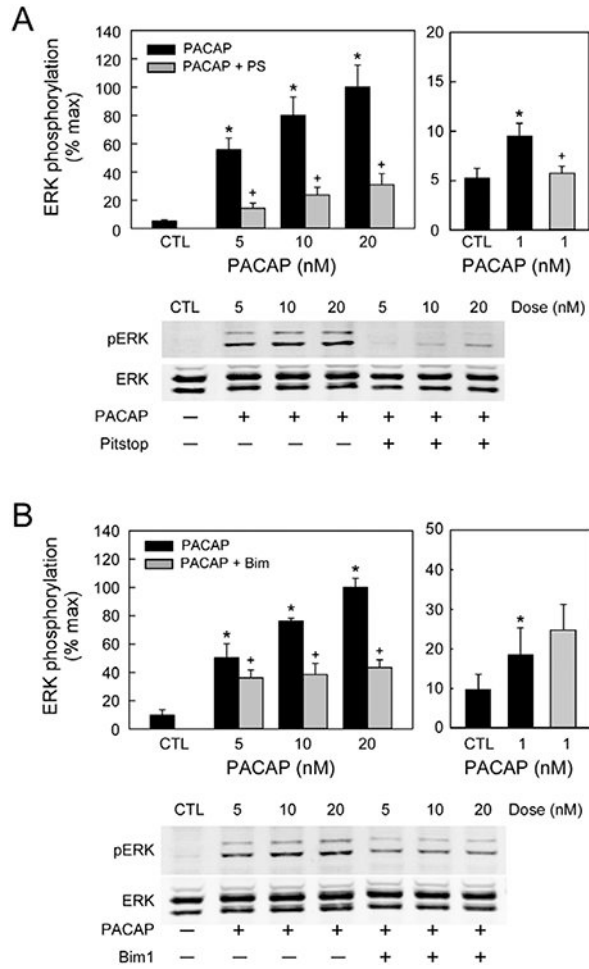 A
ERK phosphorylation
(% max)
140
120
100
80
60
40
20
0
PACAP
PACAP + PS
*
*
*
+
+
+
CTL 5 10 20
PACAP (nM)
20
15
10
5
0
*
+
CTL 1 1
PACAP (nM)
CTL 5 10 20 5 10 20 Dose (nM)
pERK
ERK
PACAP — + + + + + +
Pitstop — — — — + + +
B
ERK phosphorylation
(% max)
140
120
100
80
60
40
20
0
PACAP
PACAP + Bim
*
*
*
+
+
+
CTL 5 10 20
PACAP (nM)
50
40
30
20
10
0
*
CTL 1 1
PACAP (nM)
CTL 5 10 20 5 10 20 Dose (nM)
pERK
ERK
PACAP — + + + + + +
Bim1 — — — — + + +